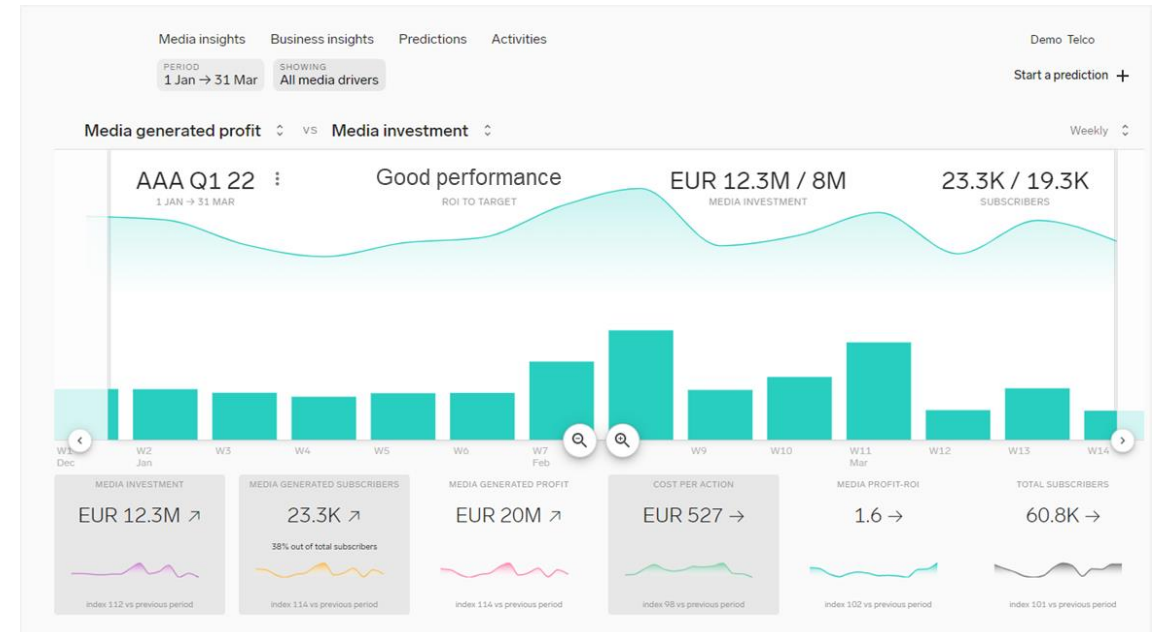 Media insights Business insights Predictions Activities Demo Telco
PERIOD SHOWING
1 Jan → 31 Mar All media drivers Start a prediction +
Media generated profit vs Media investment Weekly
AAA Q1 22 Good performance EUR 12.3M / 8M 23.3K / 19.3K
1 JAN → 31 MAR ROI TO TARGET MEDIA INVESTMENT SUBSCRIBERS
W2 W3 W4 W5 W6 W7 W9 W10 W11 W12 W13 W14
Dec Jan Feb Mar
MEDIA INVESTMENT MEDIA GENERATED SUBSCRIBERS MEDIA GENERATED PROFIT COST PER ACTION MEDIA PROFIT-ROI TOTAL SUBSCRIBERS
EUR 12.3M ↗ 23.3K ↗ EUR 20M ↗ EUR 527 → 1.6 → 60.8K →
38% out of total subscribers
index 112 vs previous period index 114 vs previous period index 114 vs previous period index 98 vs previous period index 102 vs previous period index 101 vs previous period